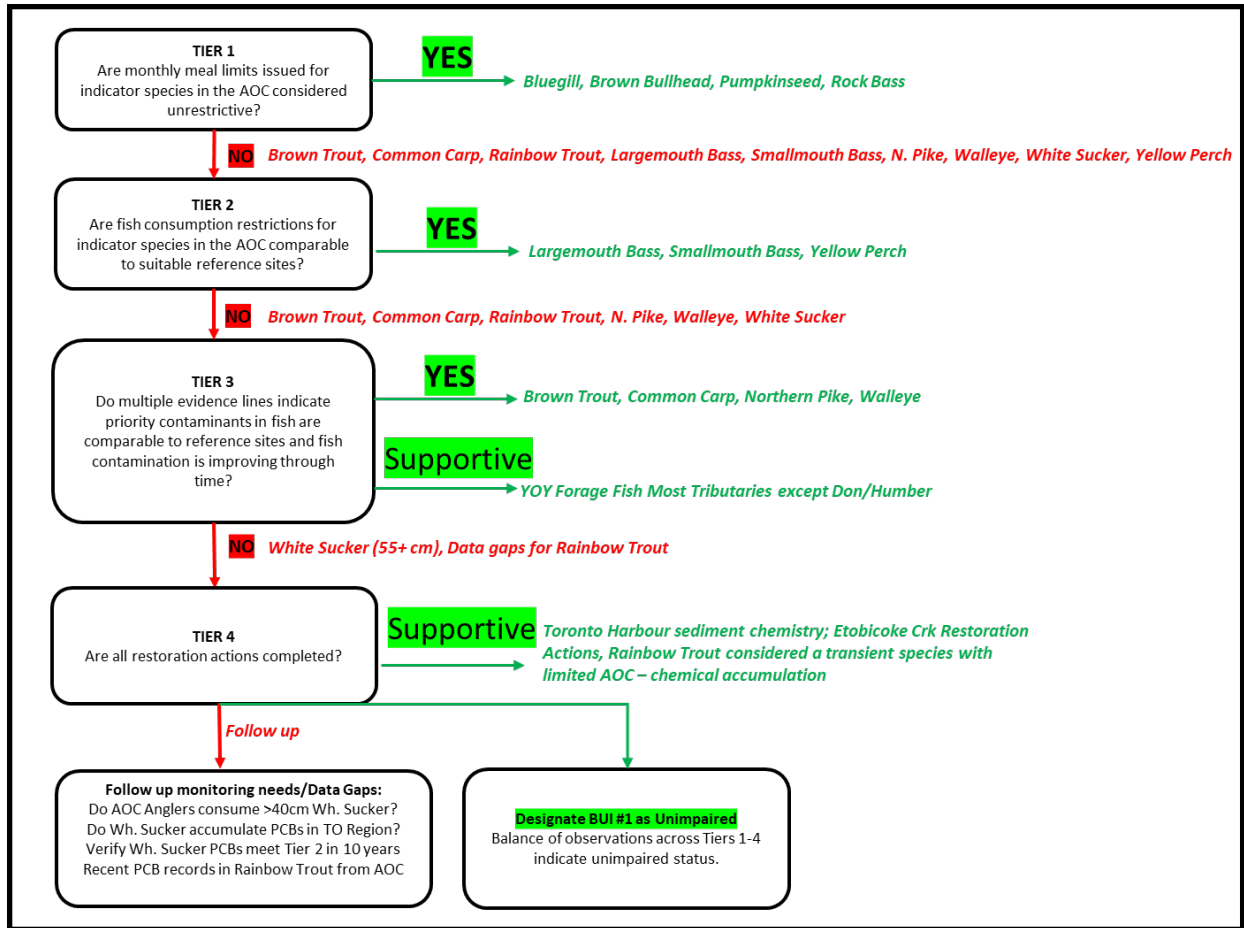 TIER 1
Are monthly meal limits issued for
indicator species in the AOC considered
unrestrictive?
YES
Bluegill, Brown Bullhead, Pumpkinseed, Rock Bass
NO Brown Trout, Common Carp, Rainbow Trout, Largemouth Bass, Smallmouth Bass, N. Pike, Walleye, White Sucker, Yellow Perch
TIER 2
Are fish consumption restrictions for
indicator species in the AOC comparable
to suitable reference sites?
YES
Largemouth Bass, Smallmouth Bass, Yellow Perch
NO Brown Trout, Common Carp, Rainbow Trout, N. Pike, Walleye, White Sucker
TIER 3
Do multiple evidence lines indicate
priority contaminants in fish are
comparable to reference sites and fish
contamination is improving through
time?
YES
Brown Trout, Common Carp, Northern Pike, Walleye
Supportive
YOY Forage Fish Most Tributaries except Don/Humber
NO White Sucker (55+ cm), Data gaps for Rainbow Trout
TIER 4
Are all restoration actions completed?
Supportive
Toronto Harbour sediment chemistry; Etobicoke Crk Restoration
Actions, Rainbow Trout considered a transient species with
limited AOC – chemical accumulation
Follow up
Follow up monitoring needs/Data Gaps:
Do AOC Anglers consume >40cm Wh. Sucker?
Do Wh. Sucker accumulate PCBs in TO Region?
Verify Wh. Sucker PCBs meet Tier 2 in 10 years
Recent PCB records in Rainbow Trout from AOC
Designate BUI #1 as Unimpaired
Balance of observations across Tiers 1-4
indicate unimpaired status.